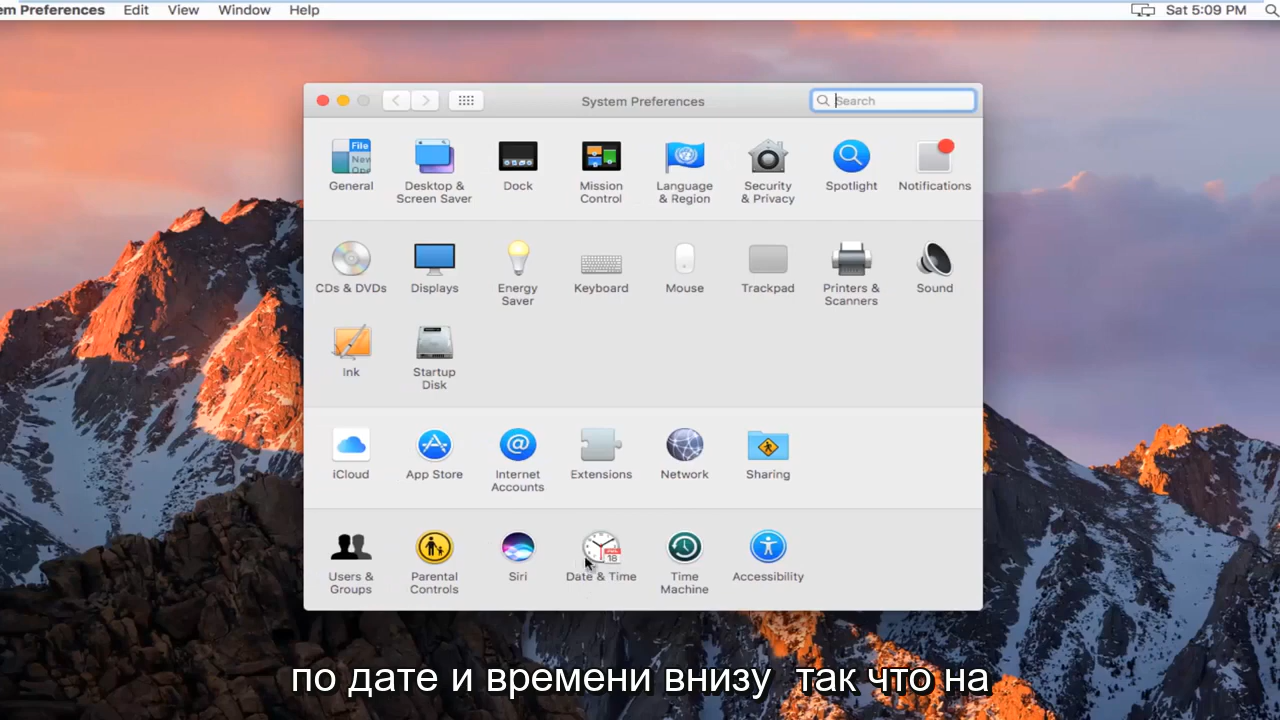 em Preferences Edit View Window Help Sat 5:09 PM
System Preferences Search
File
New
General Desktop & Screen Saver Dock Mission Control Language & Region Security & Privacy Spotlight Notifications
CDs & DVDs Displays Energy Saver Keyboard Mouse Trackpad Printers & Scanners Sound
Ink Startup Disk
iCloud App Store Internet Accounts Extensions Network Sharing
18
Users & Groups Parental Controls Siri Date & Time Time Machine Accessibility
по дате и времени внизу так что на